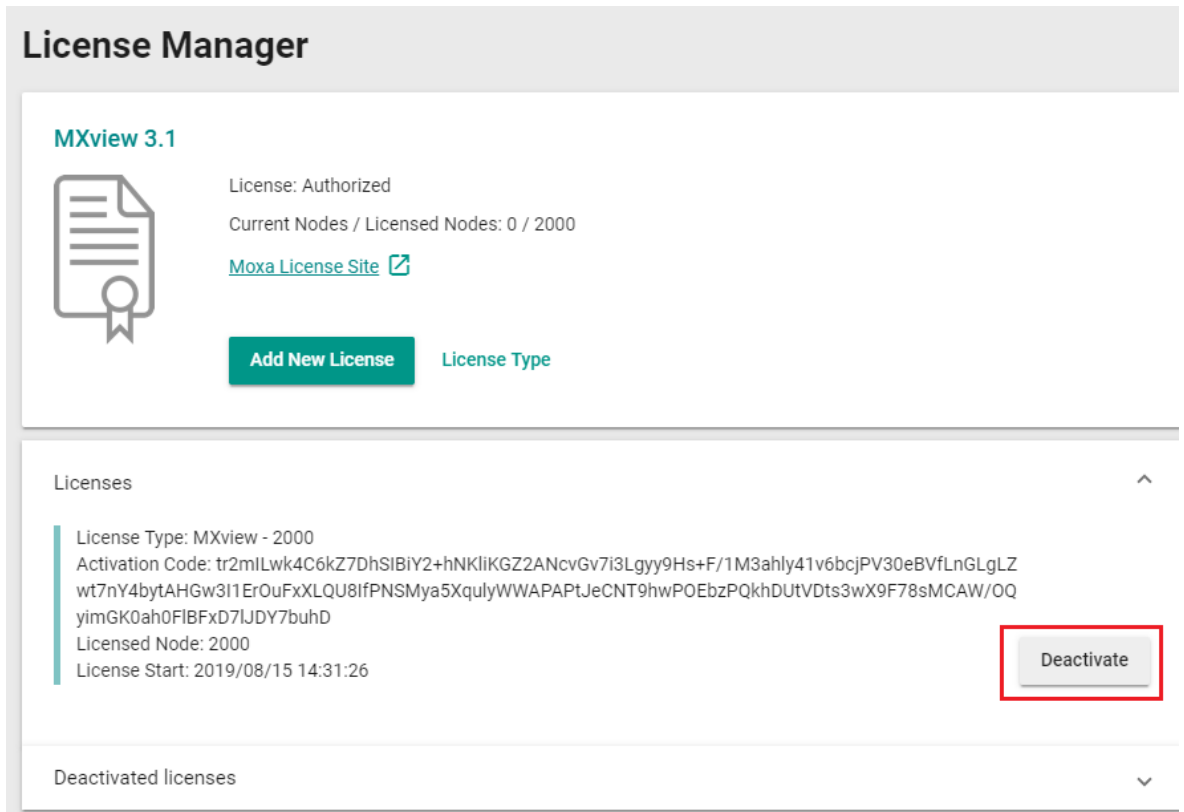 License Manager
MXview 3.1
License: Authorized
Current Nodes / Licensed Nodes: 0 / 2000
Moxa License Site
Add New License License Type
Licenses
License Type: MXview - 2000
Activation Code: tr2mILwk4C6kZ7DhSIBiY2+hNKliKGZ2ANcvGv7i3Lgyy9Hs+F/1M3ahly41v6bcjPV30eBVfLnGLgLZ
wt7nY4bytAHGw3I1ErOuFxXLQU8IfPNSMya5XqulyWWAPAPtJeCNT9hwPOEbzPQkhDUtVDts3wX9F78sMCAW/OQ
yimGK0ah0FlBFxD7lJDY7buhD
Licensed Node: 2000
License Start: 2019/08/15 14:31:26
Deactivate
Deactivated licenses